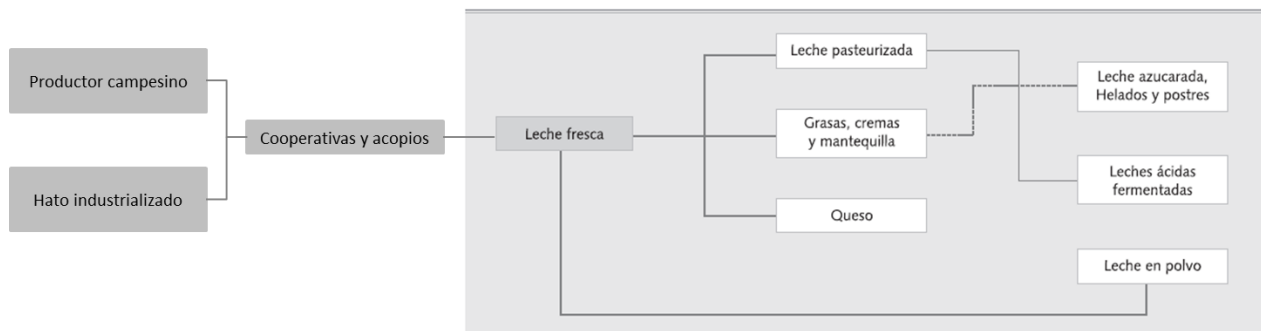 Productor campesino
Hato industrializado
Cooperativas y acopios
Leche fresca
Leche pasteurizada
Grasas, cremas
y mantequilla
Queso
Leche azucarada,
Helados y postres
Leches ácidas
fermentadas
Leche en polvo